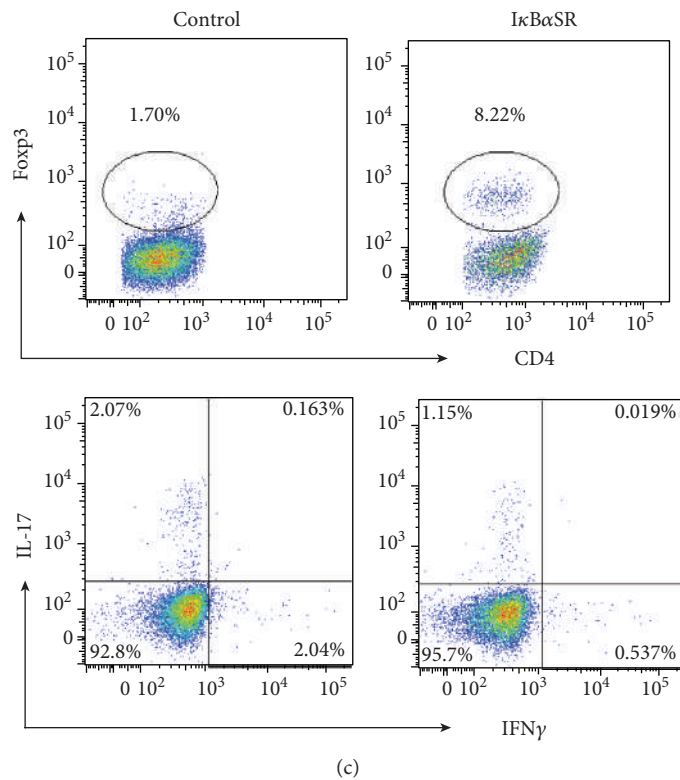 Control
IκBαSR
Foxp3
10⁵
10⁴
10³
10²
0
1.70%
0 10² 10³ 10⁴ 10⁵
10⁵
10⁴
10³
10²
0
8.22%
0 10² 10³ 10⁴ 10⁵
CD4
IL-17
10⁵
10⁴
10³
10²
0
2.07% 0.163%
92.8% 2.04%
0 10² 10³ 10⁴ 10⁵
10⁵
10⁴
10³
10²
0
1.15% 0.019%
95.7% 0.537%
0 10² 10³ 10⁴ 10⁵
IFNγ
(c)